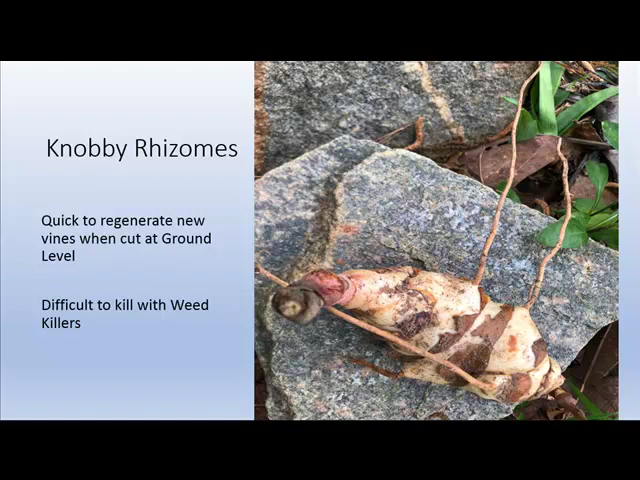 Knobby Rhizomes
Quick to regenerate new
vines when cut at Ground
Level
Difficult to kill with Weed
Killers